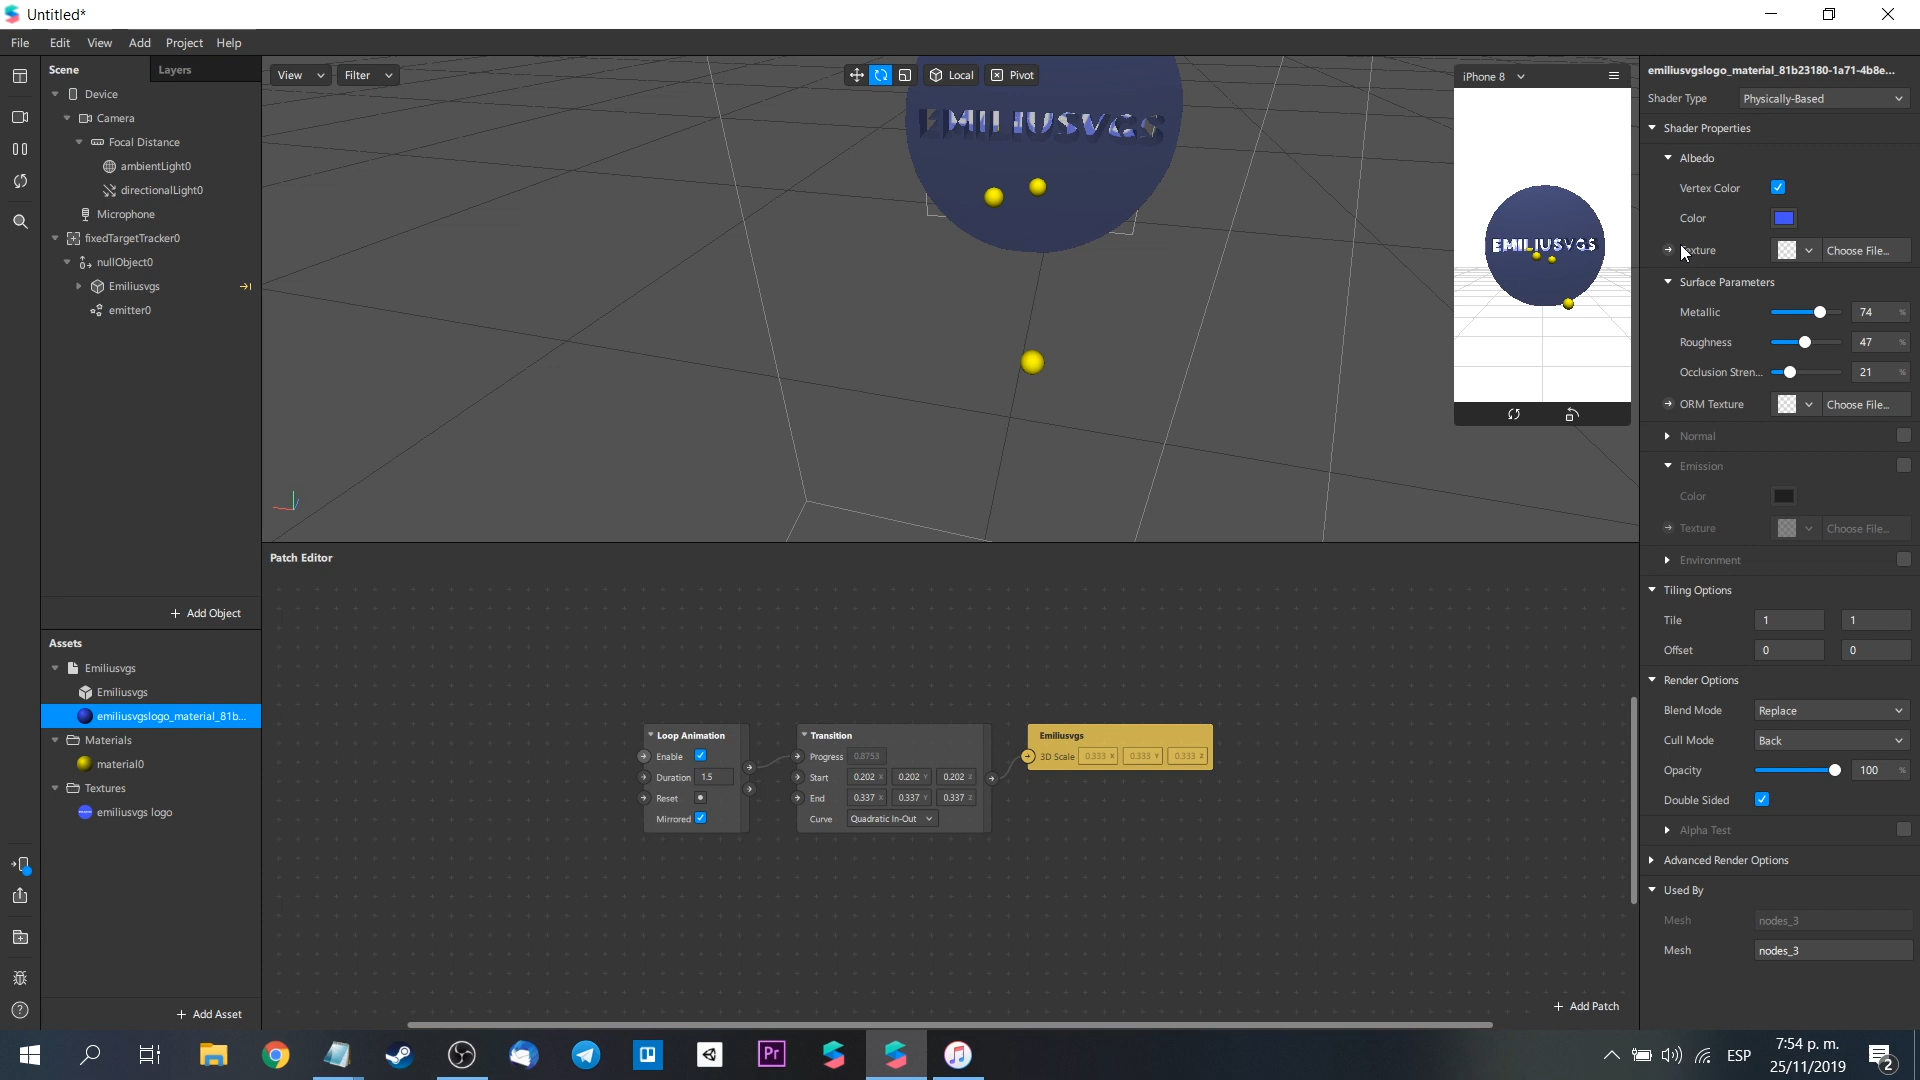 Untitled*
File Edit View Add Project Help
Scene Layers
Device
Camera
Focal Distance
ambientLight0
directionalLight0
Microphone
fixedTargetTracker0
nullObject0
Emiliusvgs
emitter0
+ Add Object
Assets
Emiliusvgs
Emiliusvgs
emiliusvgslogo_material_81b...
Materials
material0
Textures
emiliusvgs logo
+ Add Asset
View Filter
Local Pivot
EMILIUSVGS
iPhone 8
EMILIUSVGS
Patch Editor
Loop Animation
Enable
Duration 1.5
Reset
Mirrored
Transition
Progress 0.8753
Start 0.202 X 0.202 Y 0.202 Z
End 0.337 X 0.337 Y 0.337 Z
Curve Quadratic In-Out
Emiliusvgs
3D Scale 0.333 X 0.333 Y 0.333 Z
+ Add Patch
emiliusvgslogo_material_81b23180-1a71-4b8e...
Shader Type Physically-Based
Shader Properties
Albedo
Vertex Color
Color
Texture Choose File...
Surface Parameters
Metallic 74 %
Roughness 47 %
Occlusion Stren... 21 %
ORM Texture Choose File...
Normal
Emission
Color
Texture Choose File...
Environment
Tiling Options
Tile 1 1
Offset 0 0
Render Options
Blend Mode Replace
Cull Mode Back
Opacity 100 %
Double Sided
Alpha Test
Advanced Render Options
Used By
Mesh nodes_3
Mesh nodes_3
Pr
ESP
7:54 p. m.
25/11/2019
2